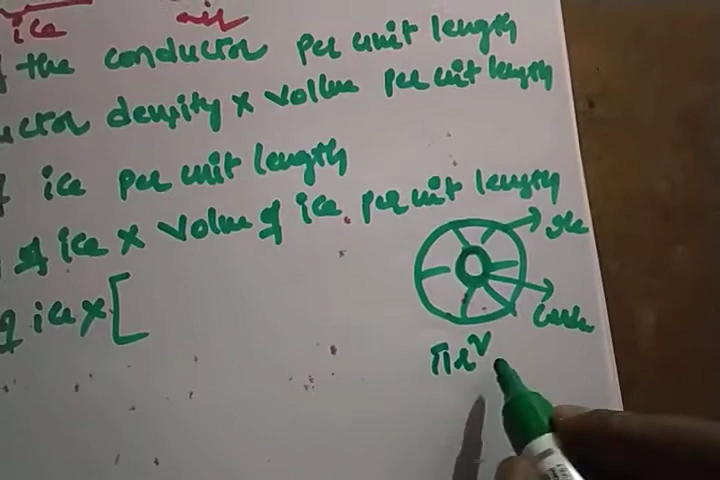 ice air
the conductor per unit length
density x volume per unit length
ice per unit length
of ice x volume of ice per unit length
ice
ice x [
πr²